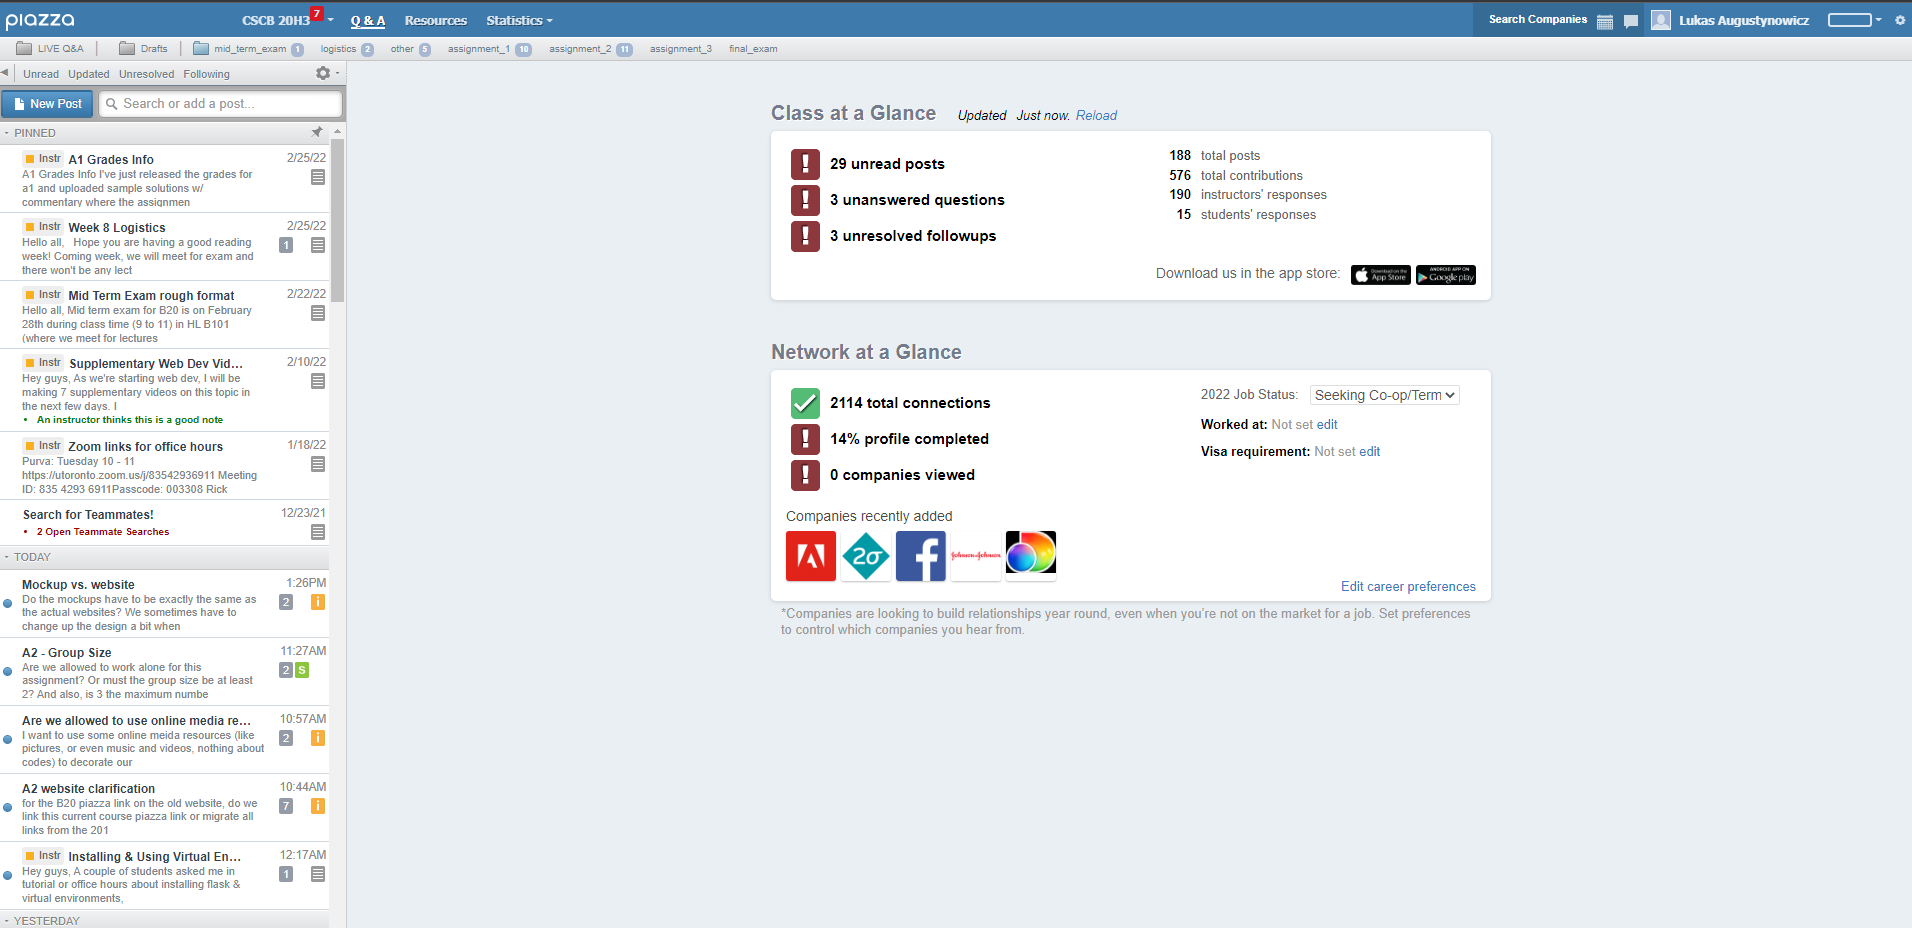 piazza
CSCB 20H3 7
Q & A
Resources
Statistics
Search Companies
Lukas Augustynowicz
LIVE Q&A
Drafts
mid_term_exam 1
logistics 2
other 5
assignment_1 10
assignment_2 11
assignment_3
final_exam
Unread Updated Unresolved Following
New Post
Search or add a post...
PINNED
Instr A1 Grades Info 2/25/22
A1 Grades Info I've just released the grades for
a1 and uploaded sample solutions w/
commentary where the assignmen
Instr Week 8 Logistics 2/25/22
Hello all, Hope you are having a good reading 1
week! Coming week, we will meet for exam and
there won't be any lect
Instr Mid Term Exam rough format 2/22/22
Hello all, Mid term exam for B20 is on February
28th during class time (9 to 11) in HL B101
(where we meet for lectures
Instr Supplementary Web Dev Vid... 2/10/22
Hey guys, As we're starting web dev, I will be
making 7 supplementary videos on this topic in
the next few days. I
• An instructor thinks this is a good note
Instr Zoom links for office hours 1/18/22
Purva: Tuesday 10 - 11
https://utoronto.zoom.us/j/83542936911 Meeting
ID: 835 4293 6911Passcode: 003308 Rick
Search for Teammates! 12/23/21
• 2 Open Teammate Searches
TODAY
Mockup vs. website 1:26PM
Do the mockups have to be exactly the same as 2 i
the actual websites? We sometimes have to
change up the design a bit when
A2 - Group Size 11:27AM
Are we allowed to work alone for this 2 S
assignment? Or must the group size be at least
2? And also, is 3 the maximum numbe
Are we allowed to use online media re... 10:57AM
I want to use some online meida resources (like 2 i
pictures, or even music and videos, nothing about
codes) to decorate our
A2 website clarification 10:44AM
for the B20 piazza link on the old website, do we 7 i
link this current course piazza link or migrate all
links from the 201
Instr Installing & Using Virtual En... 12:17AM
Hey guys, A couple of students asked me in 1
tutorial or office hours about installing flask &
virtual environments,
YESTERDAY
Class at a Glance Updated Just now. Reload
! 29 unread posts
! 3 unanswered questions
! 3 unresolved followups
188 total posts
576 total contributions
190 instructors' responses
15 students' responses
Download us in the app store:
Download on the
App Store
ANDROID APP ON
Google play
Network at a Glance
2114 total connections
! 14% profile completed
! 0 companies viewed
2022 Job Status: Seeking Co-op/Term
Worked at: Not set edit
Visa requirement: Not set edit
Companies recently added
2σ
f
Johnson & Johnson
Edit career preferences
*Companies are looking to build relationships year round, even when you're not on the market for a job. Set preferences
to control which companies you hear from.